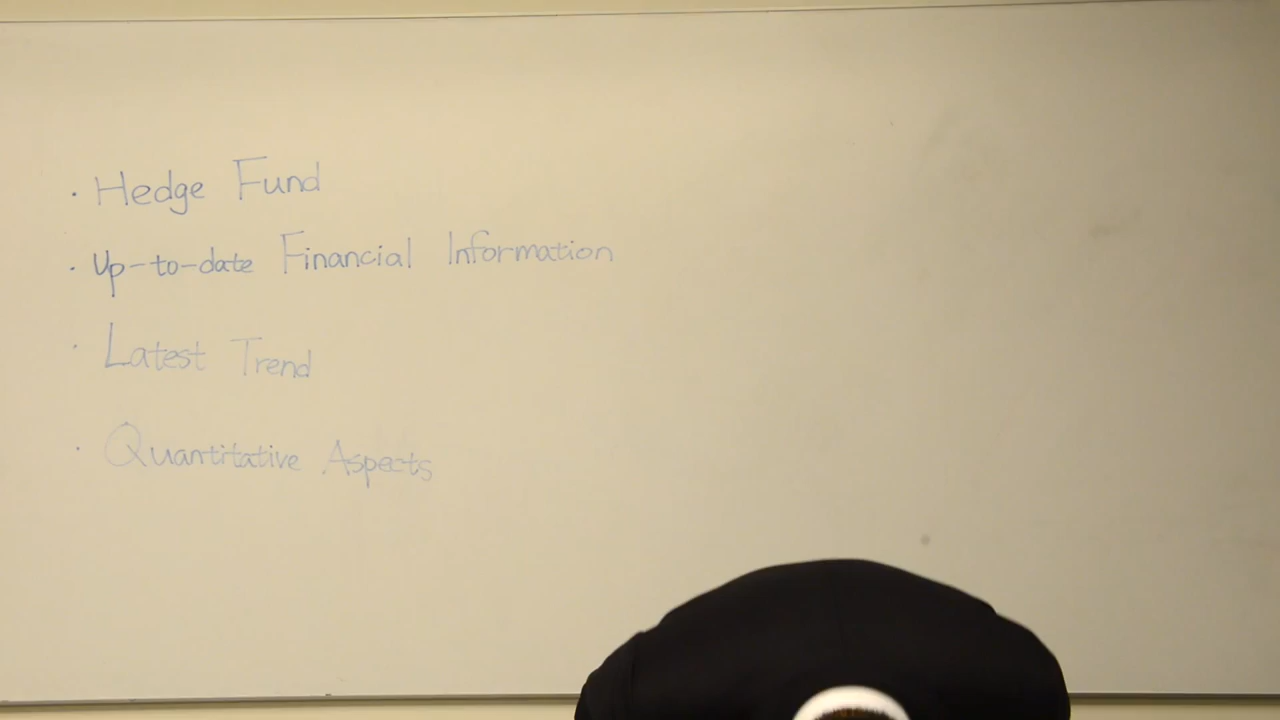 · Hedge Fund
· Up-to-date Financial Information
· Latest Trend
· Quantitative Aspects